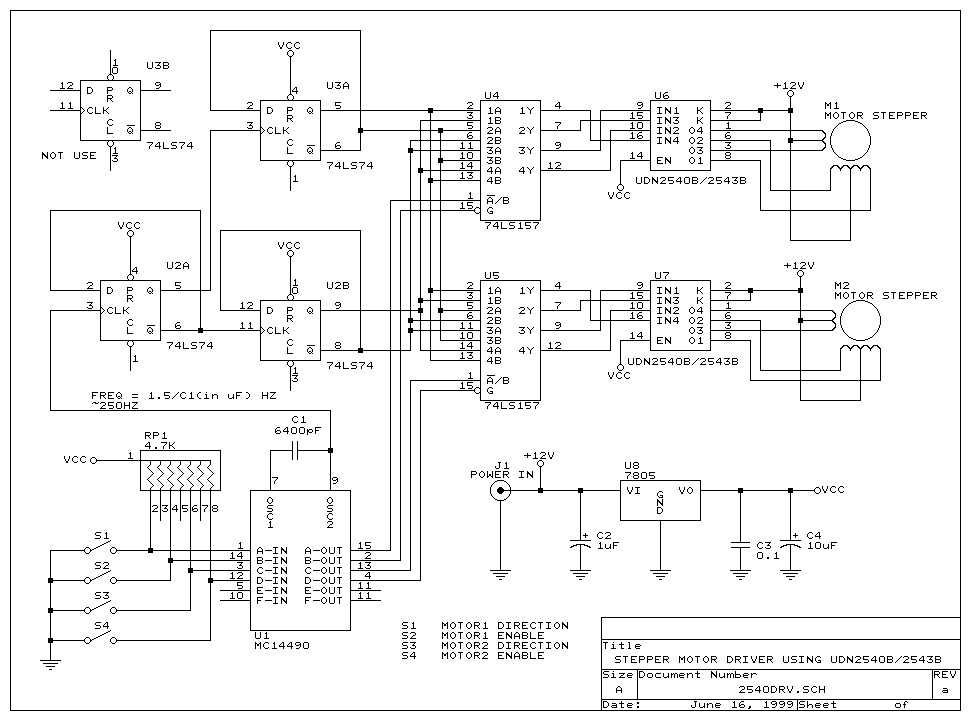 VCC
U3B
U3A
12 D PR Q 9
11 CLK
CL Q 8
10
13
74LS74
NOT USE
4
2 D PR Q 5
3 CLK
CL Q 6
1
74LS74
U4
2 1A 1Y 4
3 1B
5 2A 2Y 7
6 2B
11 3A 3Y 9
10 3B
14 4A 4Y 12
13 4B
1 A/B
15 G
74LS157
U6
9 IN1 K 2
15 IN3 K 7
10 IN2 O4 1
16 IN4 O2 6
O3 3
14 EN O1 8
VCC
UDN2540B/2543B
+12V
M1
MOTOR STEPPER
VCC
U2A
4
2 D PR Q 5
3 CLK
CL Q 6
1
74LS74
VCC
U2B
10
12 D PR Q 9
11 CLK
CL Q 8
13
74LS74
U5
2 1A 1Y 4
3 1B
5 2A 2Y 7
6 2B
11 3A 3Y 9
10 3B
14 4A 4Y 12
13 4B
1 A/B
15 G
74LS157
U7
9 IN1 K 2
15 IN3 K 7
10 IN2 O4 1
16 IN4 O2 6
O3 3
14 EN O1 8
VCC
UDN2540B/2543B
+12V
M2
MOTOR STEPPER
FREQ = 1.5/C1(in uF) HZ
~250HZ
C1
6400pF
RP1
4.7K
VCC 1
2 3 4 5 6 7 8
7 9
OSC1 OSC2
1 A-IN A-OUT 15
14 B-IN B-OUT 2
3 C-IN C-OUT 13
12 D-IN D-OUT 4
5 E-IN E-OUT 11
10 F-IN F-OUT 11
U1
MC14490
S1
S2
S3
S4
J1
POWER IN
+12V
U8
7805
VI GND VO
VCC
C2
1uF
C3
0.1
C4
10uF
S1 MOTOR1 DIRECTION
S2 MOTOR1 ENABLE
S3 MOTOR2 DIRECTION
S4 MOTOR2 ENABLE
Title
STEPPER MOTOR DRIVER USING UDN2540B/2543B
Size Document Number REV
A 2540DRV.SCH a
Date: June 16, 1999 Sheet of